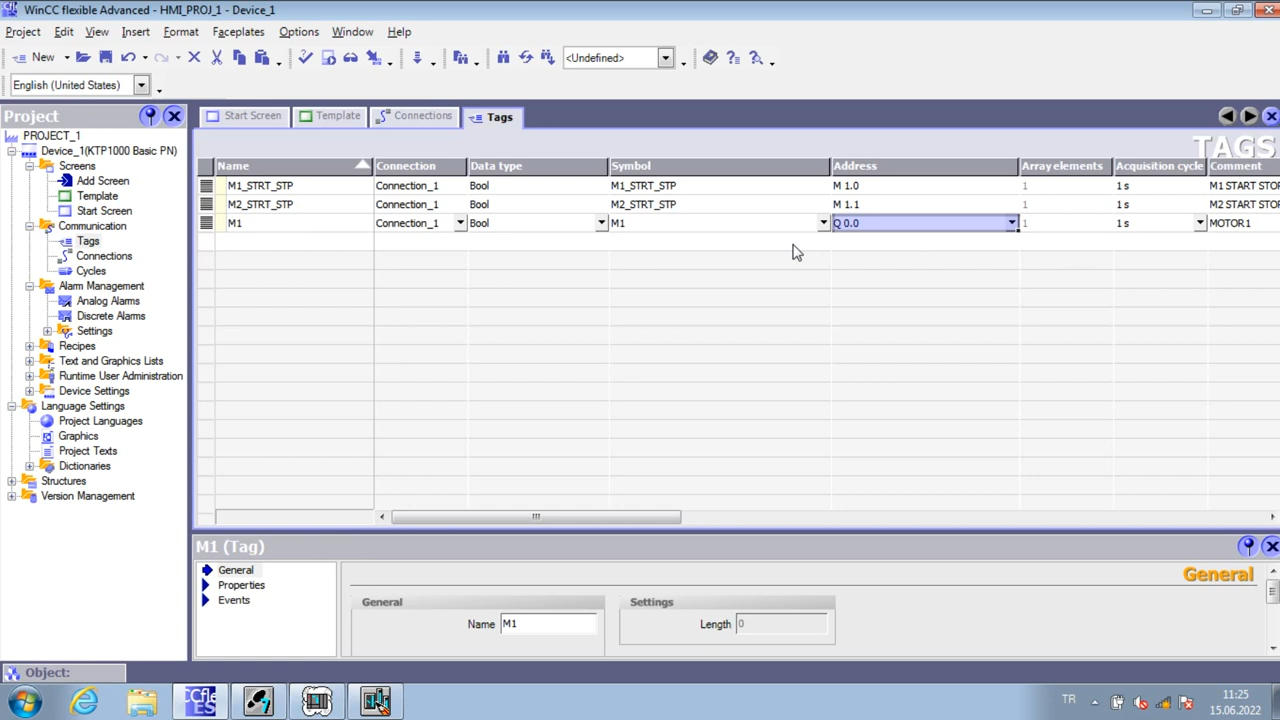 WinCC flexible Advanced - HMI_PROJ_1 - Device_1
Project Edit View Insert Format Faceplates Options Window Help
New <Undefined>
English (United States)
Project
PROJECT_1
Device_1(KTP1000 Basic PN)
Screens
Add Screen
Template
Start Screen
Communication
Tags
Connections
Cycles
Alarm Management
Analog Alarms
Discrete Alarms
Settings
Recipes
Text and Graphics Lists
Runtime User Administration
Device Settings
Language Settings
Project Languages
Graphics
Project Texts
Dictionaries
Structures
Version Management
Start Screen Template Connections Tags
TAGS
Name Connection Data type Symbol Address Array elements Acquisition cycle Comment
M1_STRT_STP Connection_1 Bool M1_STRT_STP M 1.0 1 1 s M1 START STOP
M2_STRT_STP Connection_1 Bool M2_STRT_STP M 1.1 1 1 s M2 START STOP
M1 Connection_1 Bool M1 Q 0.0 1 1 s MOTOR1
M1 (Tag)
General
Properties
Events
General
General
Name M1
Settings
Length 0
Object:
CCfle
ES
TR
11:25
15.06.2022